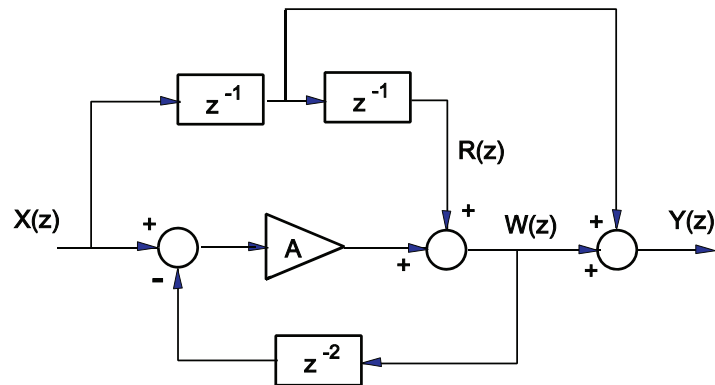 z⁻¹
z⁻¹
R(z)
X(z)
+
A
+
+
W(z)
+
+
Y(z)
-
z⁻²